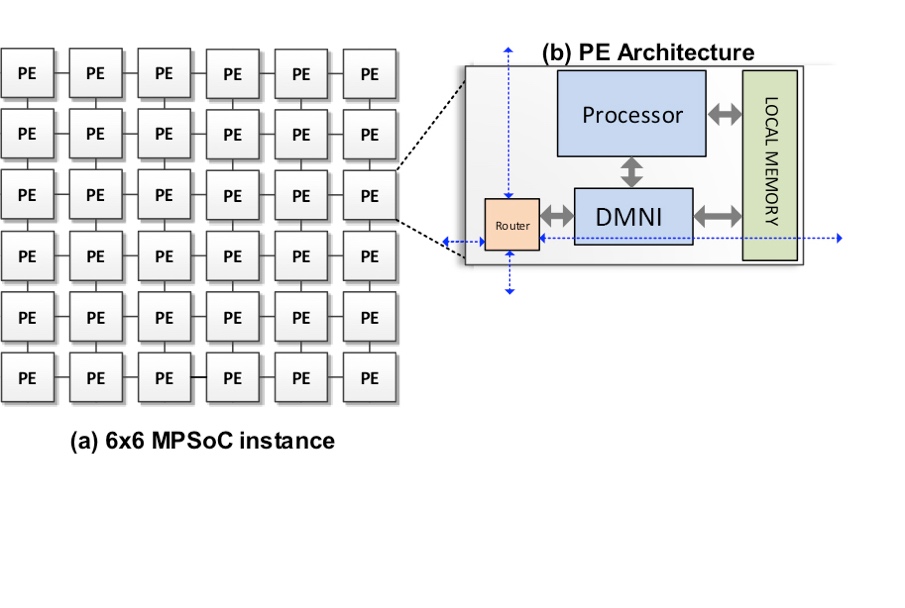 (b) PE Architecture
PE PE PE PE PE PE
PE PE PE PE PE PE
PE PE PE PE PE PE
PE PE PE PE PE PE
PE PE PE PE PE PE
PE PE PE PE PE PE
Processor
LOCAL MEMORY
Router
DMNI
(a) 6x6 MPSoC instance